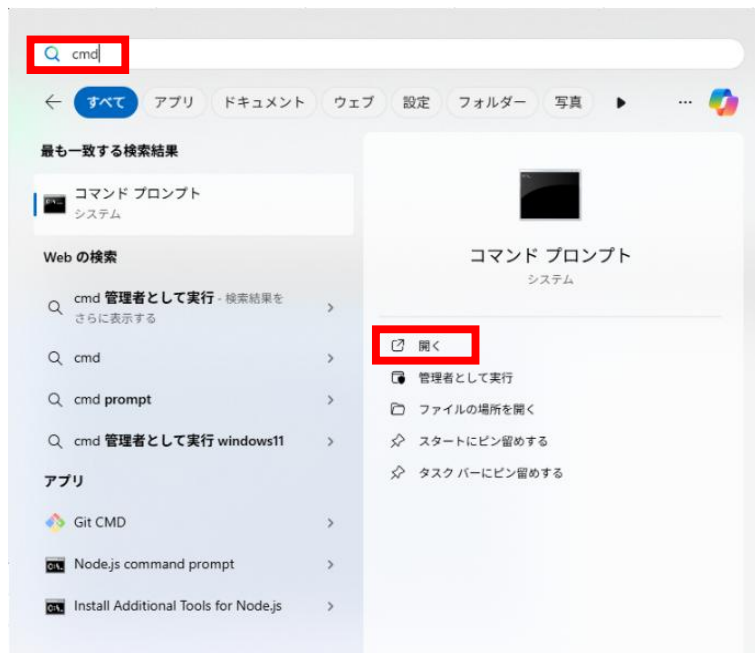 cmd
すべて アプリ ドキュメント ウェブ 設定 フォルダー 写真 ▶ …
最も一致する検索結果
コマンド プロンプト
システム
Web の検索
cmd 管理者として実行 - 検索結果を
さらに表示する
cmd
cmd prompt
cmd 管理者として実行 windows11
アプリ
Git CMD
Node.js command prompt
Install Additional Tools for Node.js
コマンド プロンプト
システム
開く
管理者として実行
ファイルの場所を開く
スタートにピン留めする
タスク バーにピン留めする